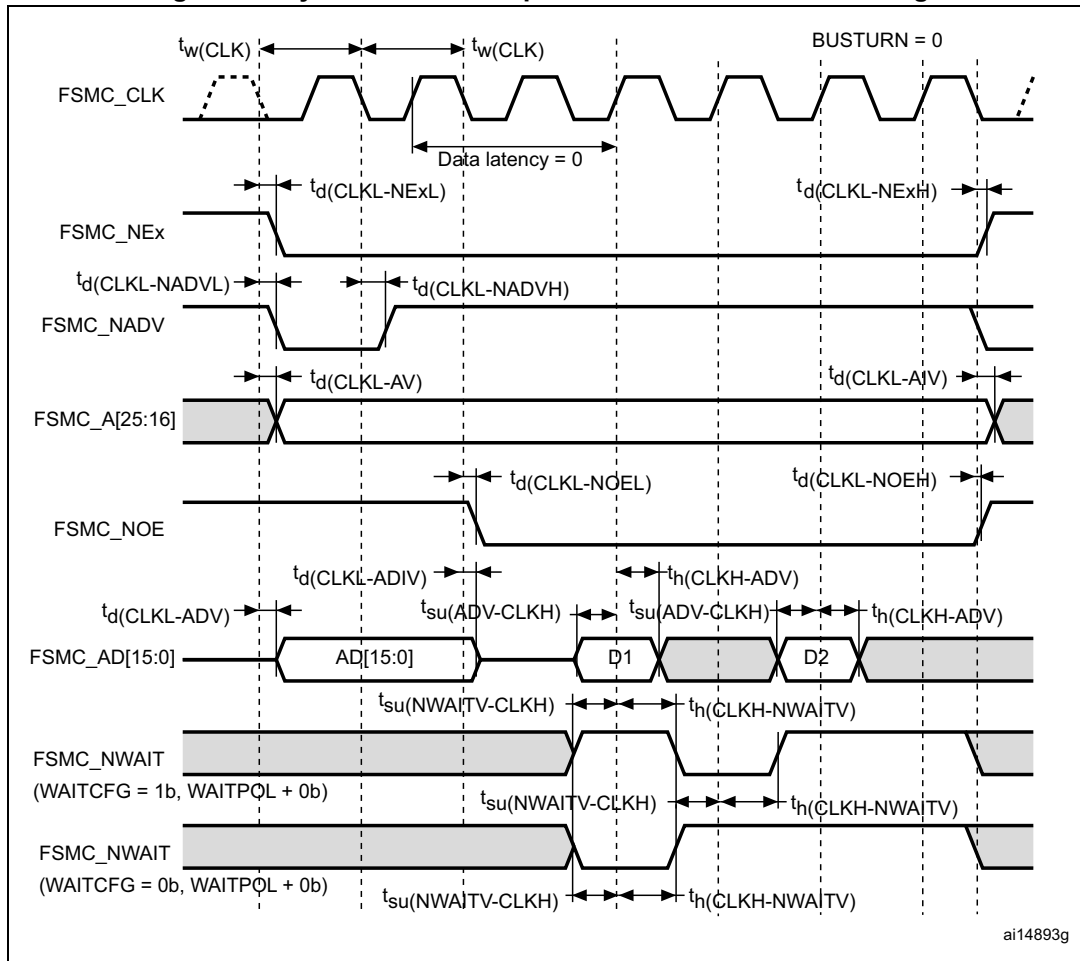 tw(CLK)
tw(CLK)
BUSTURN = 0
FSMC_CLK
Data latency = 0
td(CLKL-NExL)
td(CLKL-NExH)
FSMC_NEx
td(CLKL-NADVL)
td(CLKL-NADVH)
FSMC_NADV
td(CLKL-AV)
td(CLKL-AIV)
FSMC_A[25:16]
td(CLKL-NOEL)
td(CLKL-NOEH)
FSMC_NOE
td(CLKL-ADIV)
th(CLKH-ADV)
td(CLKL-ADV)
tsu(ADV-CLKH)
tsu(ADV-CLKH)
th(CLKH-ADV)
FSMC_AD[15:0]
AD[15:0]
D1
D2
tsu(NWAITV-CLKH)
th(CLKH-NWAITV)
FSMC_NWAIT
(WAITCFG = 1b, WAITPOL + 0b)
tsu(NWAITV-CLKH)
th(CLKH-NWAITV)
FSMC_NWAIT
(WAITCFG = 0b, WAITPOL + 0b)
tsu(NWAITV-CLKH)
th(CLKH-NWAITV)
ai14893g